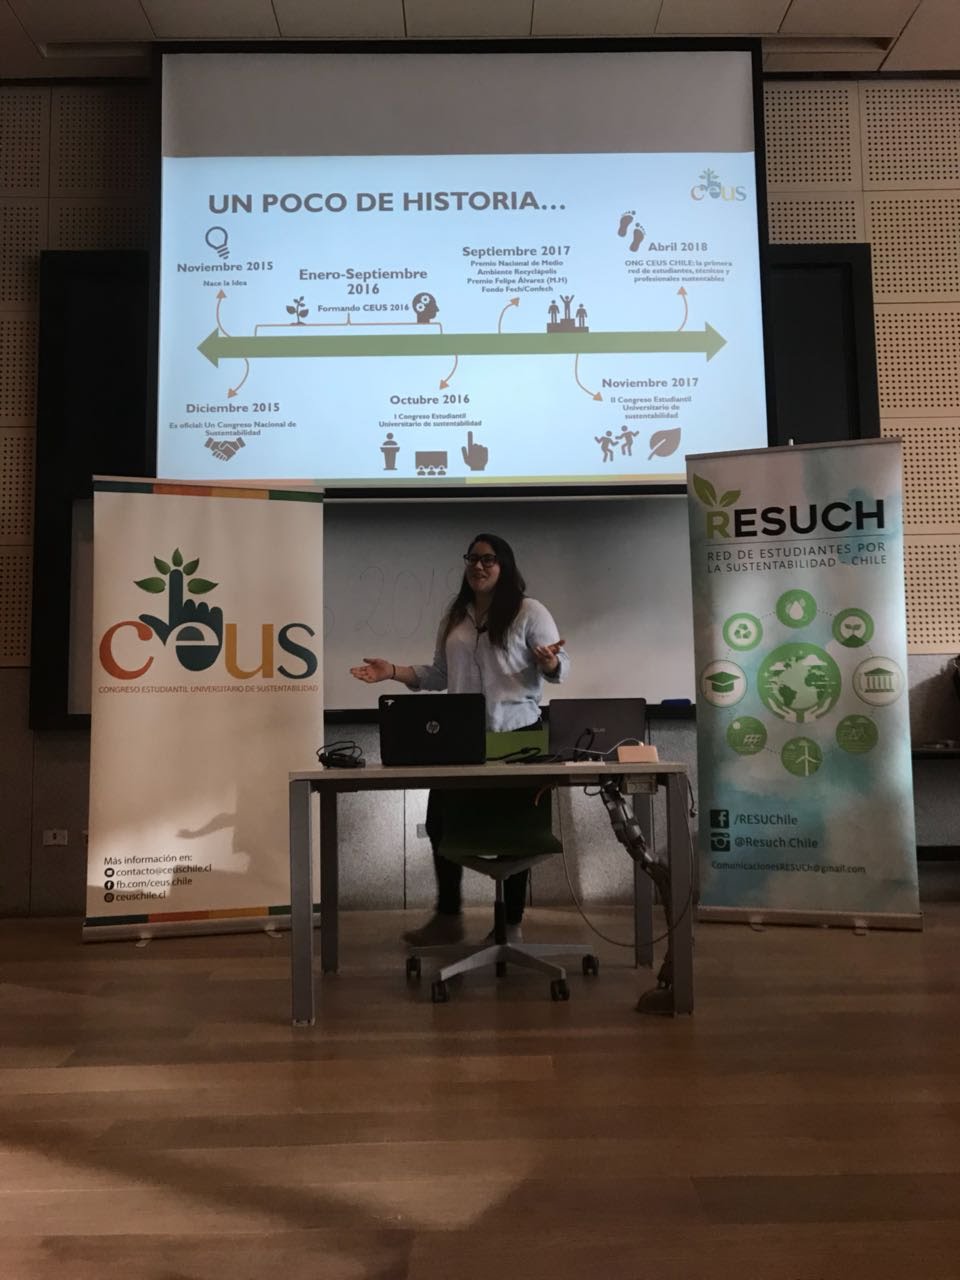 UN POCO DE HISTORIA...
ceus
Noviembre 2015
Nace la Idea
Enero-Septiembre
2016
Formando CEUS 2016
Septiembre 2017
Premio Nacional de Medio
Ambiente Recyclápolis
Premio Felipe Álvarez (M.H)
Fondo Fech/Confech
Abril 2018
ONG CEUS CHILE: la primera
red de estudiantes, técnicos y
profesionales sustentables
Diciembre 2015
Es oficial: Un Congreso Nacional de
Sustentabilidad
Octubre 2016
I Congreso Estudiantil
Universitario de sustentabilidad
Noviembre 2017
II Congreso Estudiantil
Universitario de
sustentabilidad
ceus
CONGRESO ESTUDIANTIL UNIVERSITARIO DE SUSTENTABILIDAD
Más información en:
contacto@ceuschile.cl
fb.com/ceus.chile
ceuschile.cl
201
hp
RESUCH
RED DE ESTUDIANTES POR
LA SUSTENTABILIDAD - CHILE
/RESUChile
@Resuch.Chile
ComunicacionesRESUCh@gmail.com